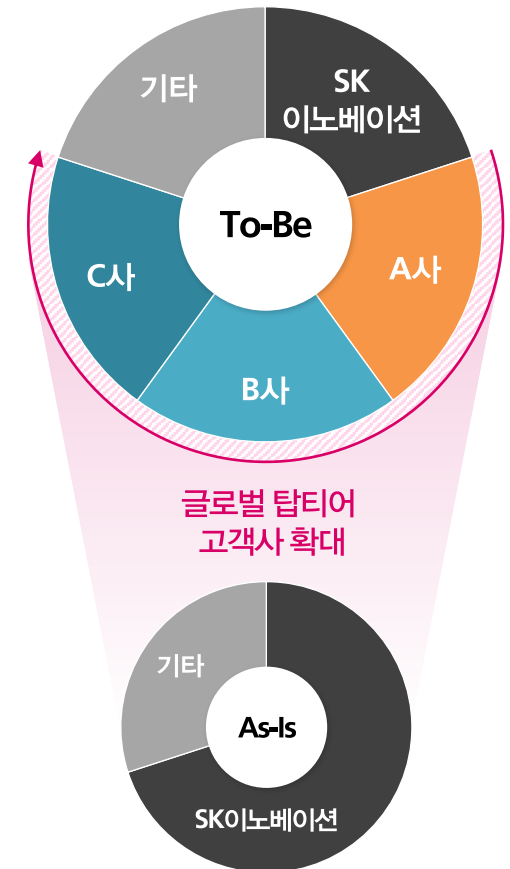 기타
SK
이노베이션
To-Be
C사
A사
B사
글로벌 탑티어
고객사 확대
기타
As-Is
SK이노베이션